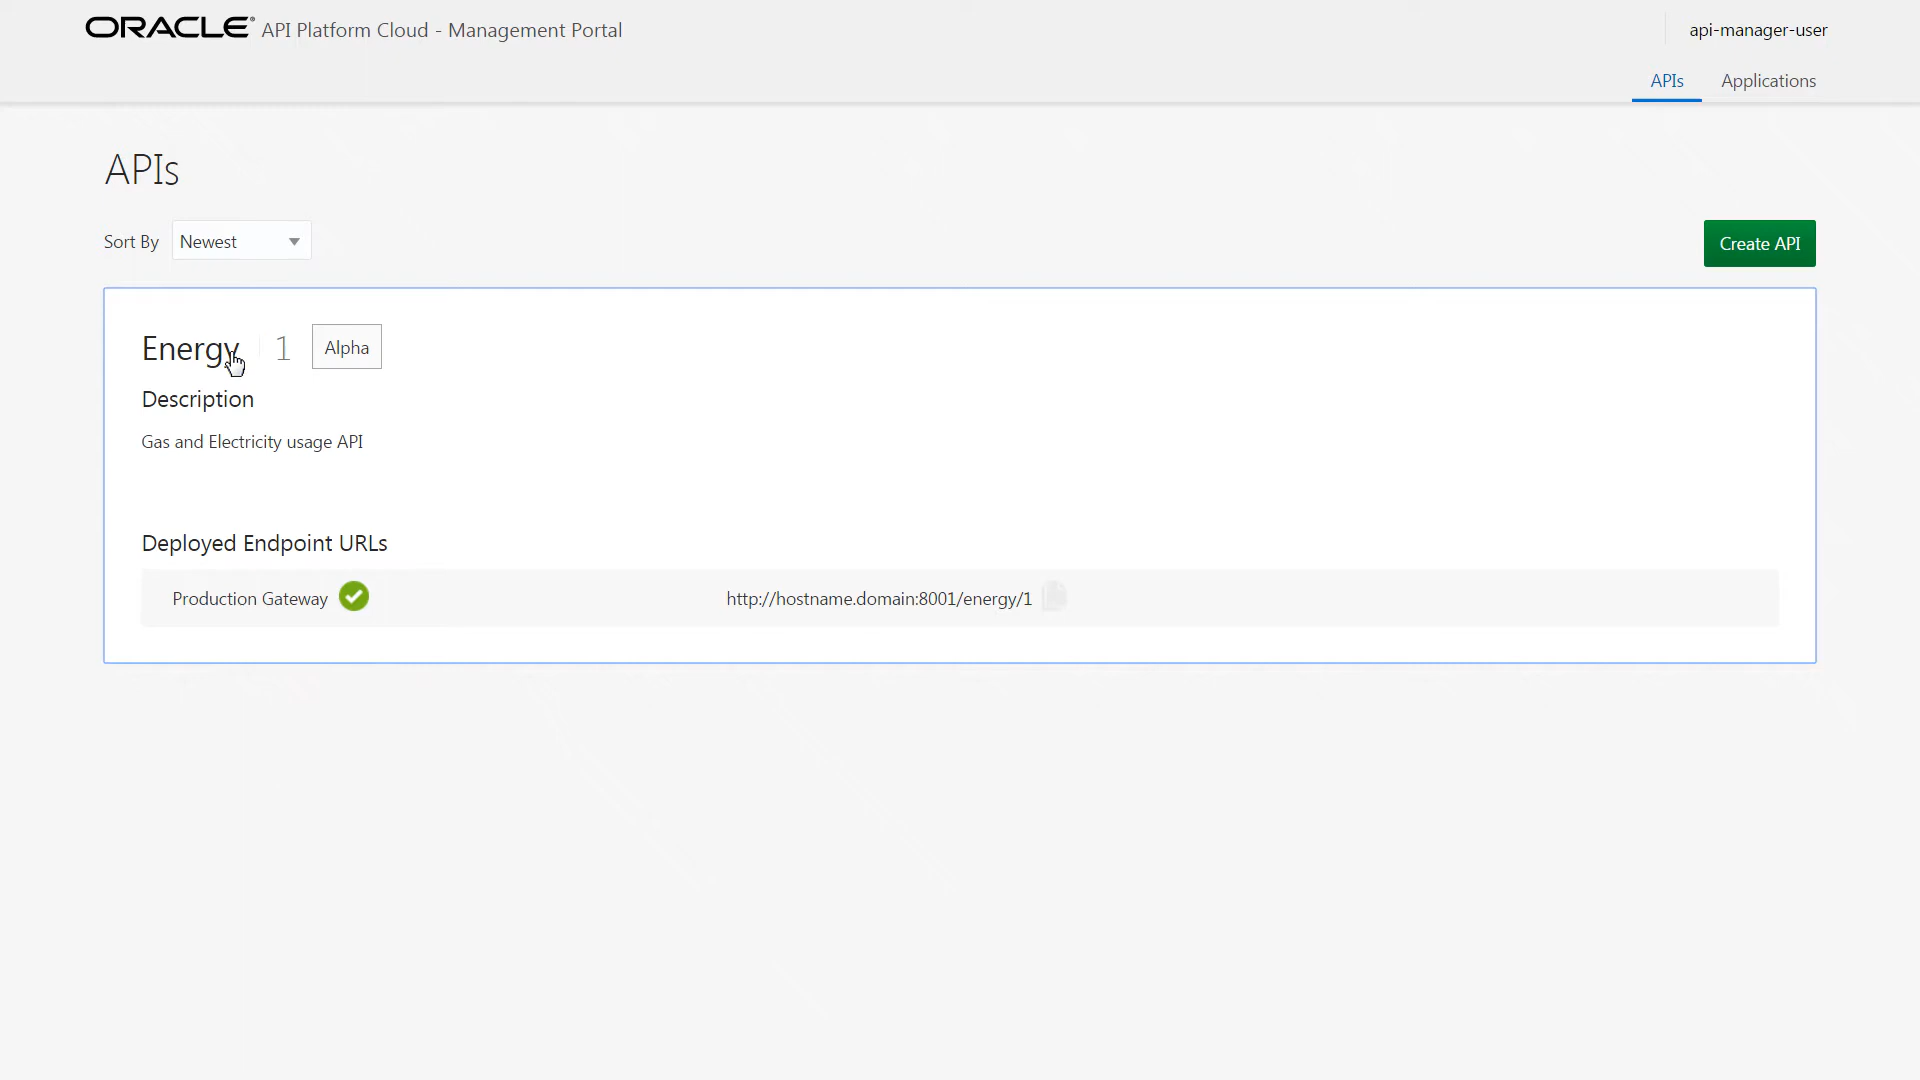 ORACLE® API Platform Cloud - Management Portal
api-manager-user
APIs Applications
APIs
Sort By Newest
Create API
Energy 1 Alpha
Description
Gas and Electricity usage API
Deployed Endpoint URLs
Production Gateway http://hostname.domain:8001/energy/1